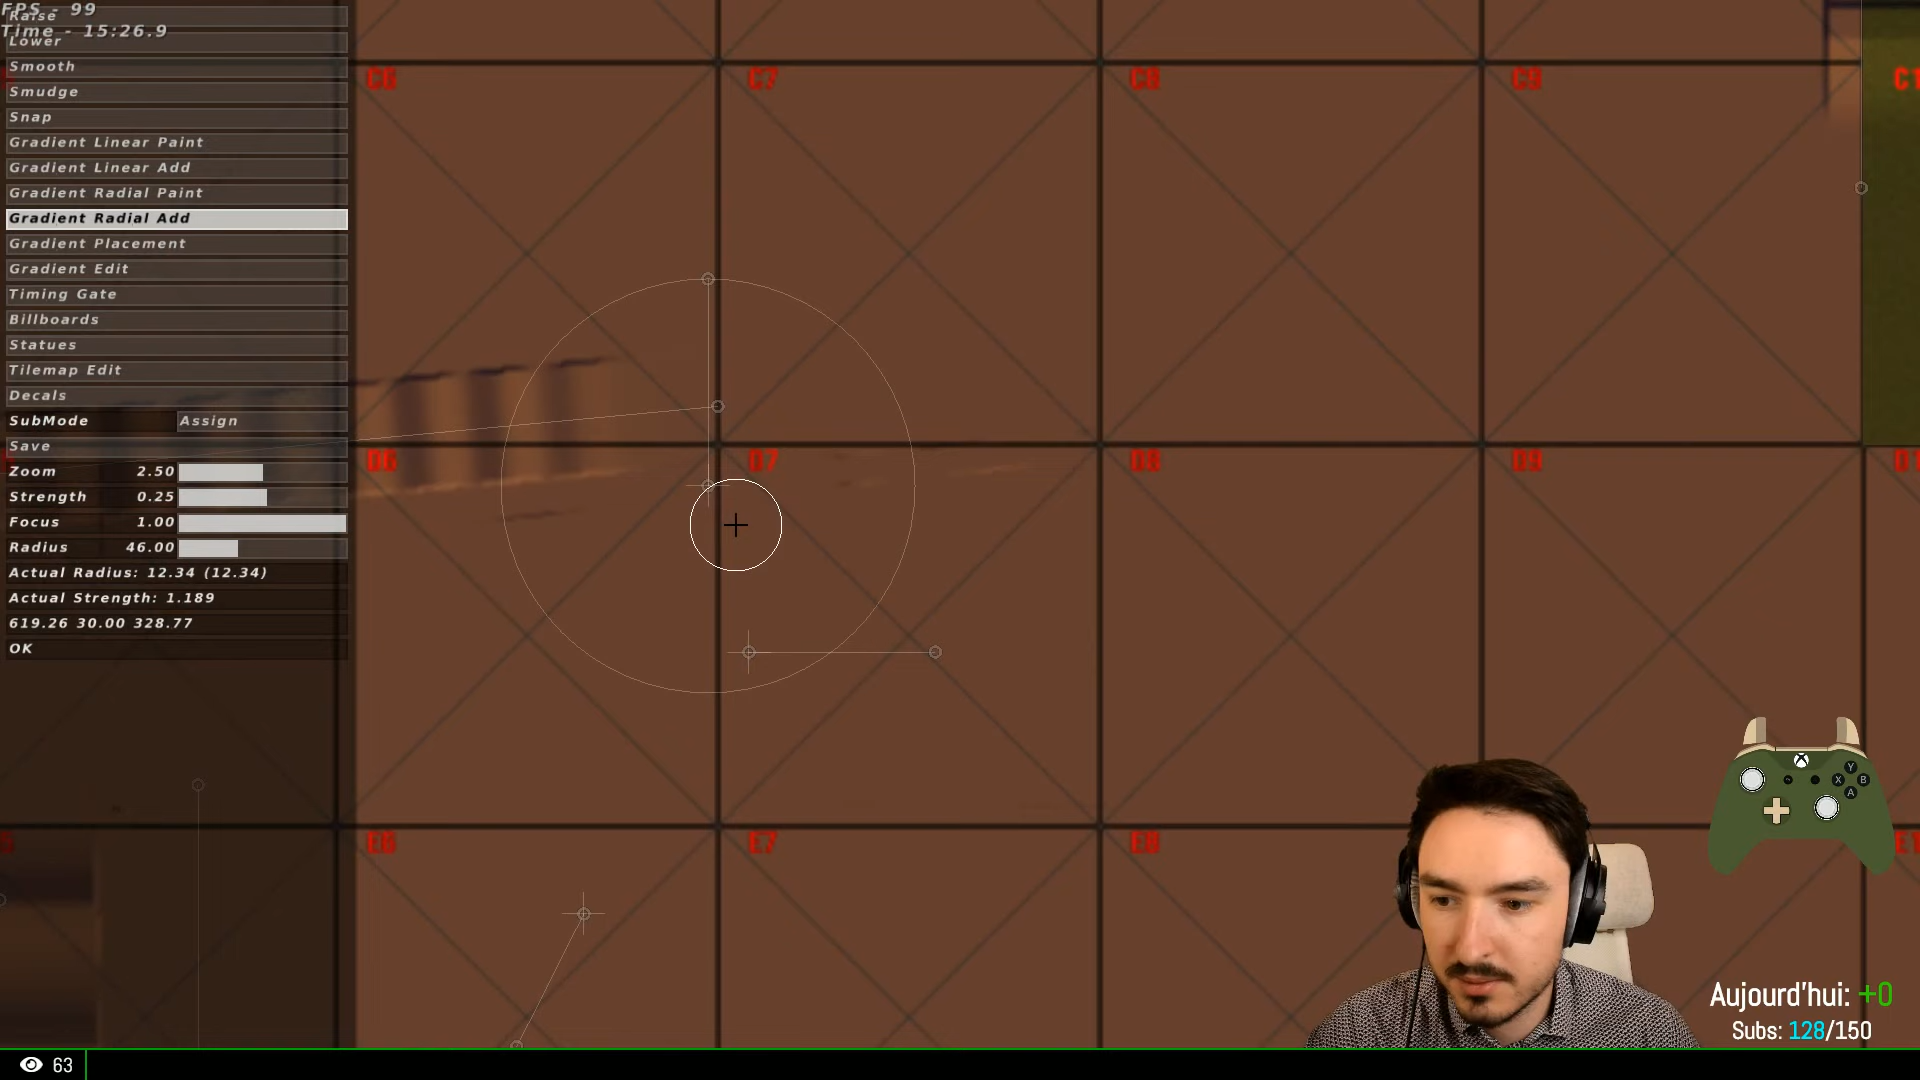 FPS - 99
Raise
Time - 15:26.9
Lower
Smooth
Smudge
Snap
Gradient Linear Paint
Gradient Linear Add
Gradient Radial Paint
Gradient Radial Add
Gradient Placement
Gradient Edit
Timing Gate
Billboards
Statues
Tilemap Edit
Decals
SubMode Assign
Save
Zoom 2.50
Strength 0.25
Focus 1.00
Radius 46.00
Actual Radius: 12.34 (12.34)
Actual Strength: 1.189
619.26 30.00 328.77
OK
C6 C7 C8 C9 C1
D6 D7 D8 D9 D1
5 E6 E7 E8 E1
Y
X B
A
Aujourd'hui: +0
Subs: 128/150
63